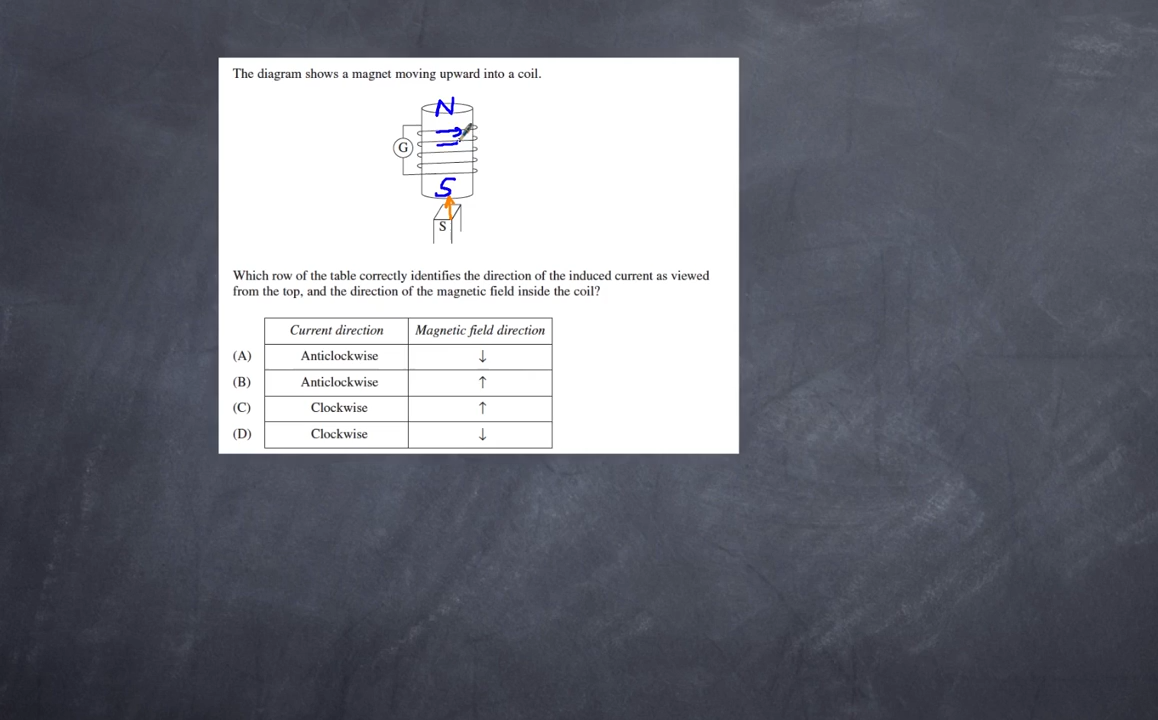 The diagram shows a magnet moving upward into a coil.
N
G
S
S
Which row of the table correctly identifies the direction of the induced current as viewed
from the top, and the direction of the magnetic field inside the coil?
Current direction Magnetic field direction
(A) Anticlockwise ↓
(B) Anticlockwise ↑
(C) Clockwise ↑
(D) Clockwise ↓